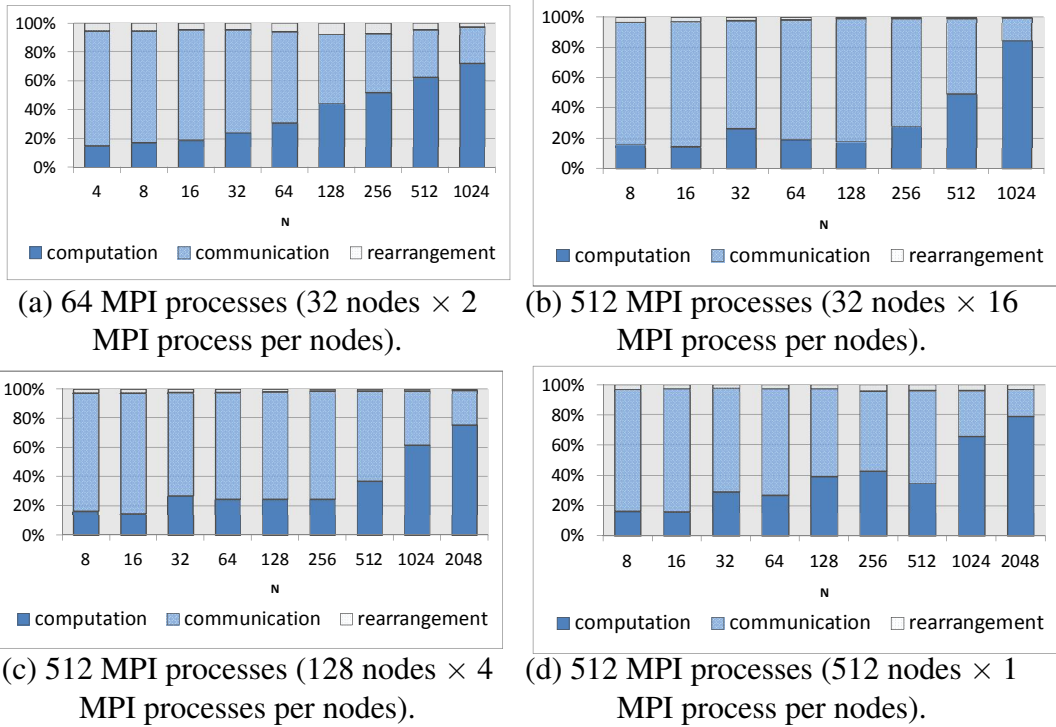 100%
80%
60%
40%
20%
0%
4 8 16 32 64 128 256 512 1024
N
computation communication rearrangement
(a) 64 MPI processes (32 nodes × 2
MPI process per nodes).
100%
80%
60%
40%
20%
0%
8 16 32 64 128 256 512 1024
N
computation communication rearrangement
(b) 512 MPI processes (32 nodes × 16
MPI process per nodes).
100%
80%
60%
40%
20%
0%
8 16 32 64 128 256 512 1024 2048
N
computation communication rearrangement
(c) 512 MPI processes (128 nodes × 4
MPI processes per nodes).
100%
80%
60%
40%
20%
0%
8 16 32 64 128 256 512 1024 2048
N
computation communication rearrangement
(d) 512 MPI processes (512 nodes × 1
MPI process per nodes).